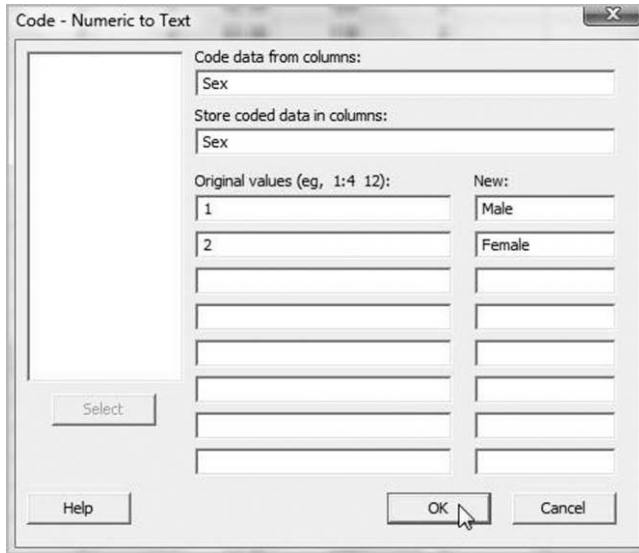 Code - Numeric to Text
Code data from columns:
Sex
Store coded data in columns:
Sex
Original values (eg, 1:4 12): New:
1 Male
2 Female
Select
Help OK Cancel